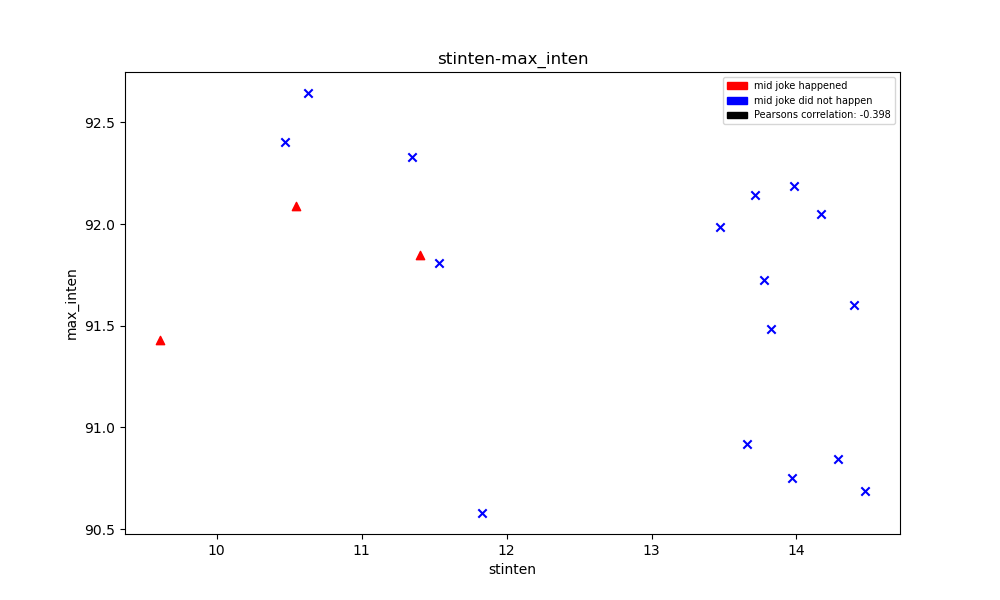 stinten-max_inten
mid joke happened
mid joke did not happen
Pearsons correlation: -0.398
92.5
92.0
91.5
91.0
90.5
max_inten
10 11 12 13 14
stinten